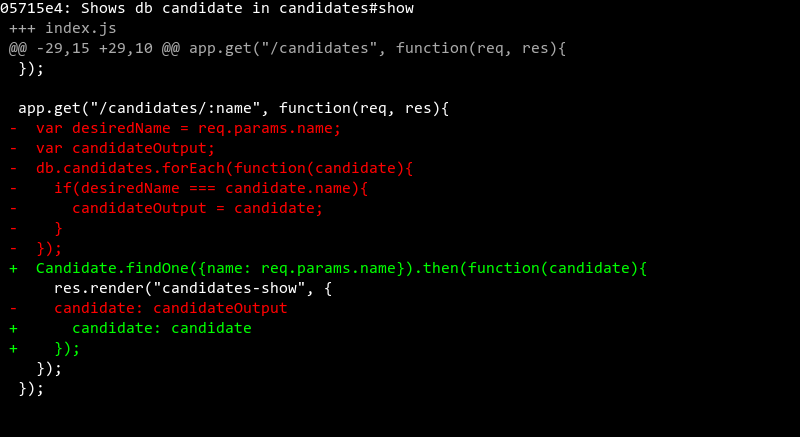 05715e4: Shows db candidate in candidates#show
 +++ index.js
 @@ -29,15 +29,10 @@ app.get("/candidates", function(req, res){
  });

  app.get("/candidates/:name", function(req, res){
 -  var desiredName = req.params.name;
 -  var candidateOutput;
 -  db.candidates.forEach(function(candidate){
 -    if(desiredName === candidate.name){
 -      candidateOutput = candidate;
 -    }
 -  });
 +  Candidate.findOne({name: req.params.name}).then(function(candidate){
      res.render("candidates-show", {
 -    candidate: candidateOutput
 +      candidate: candidate
 +    });
    });
  });